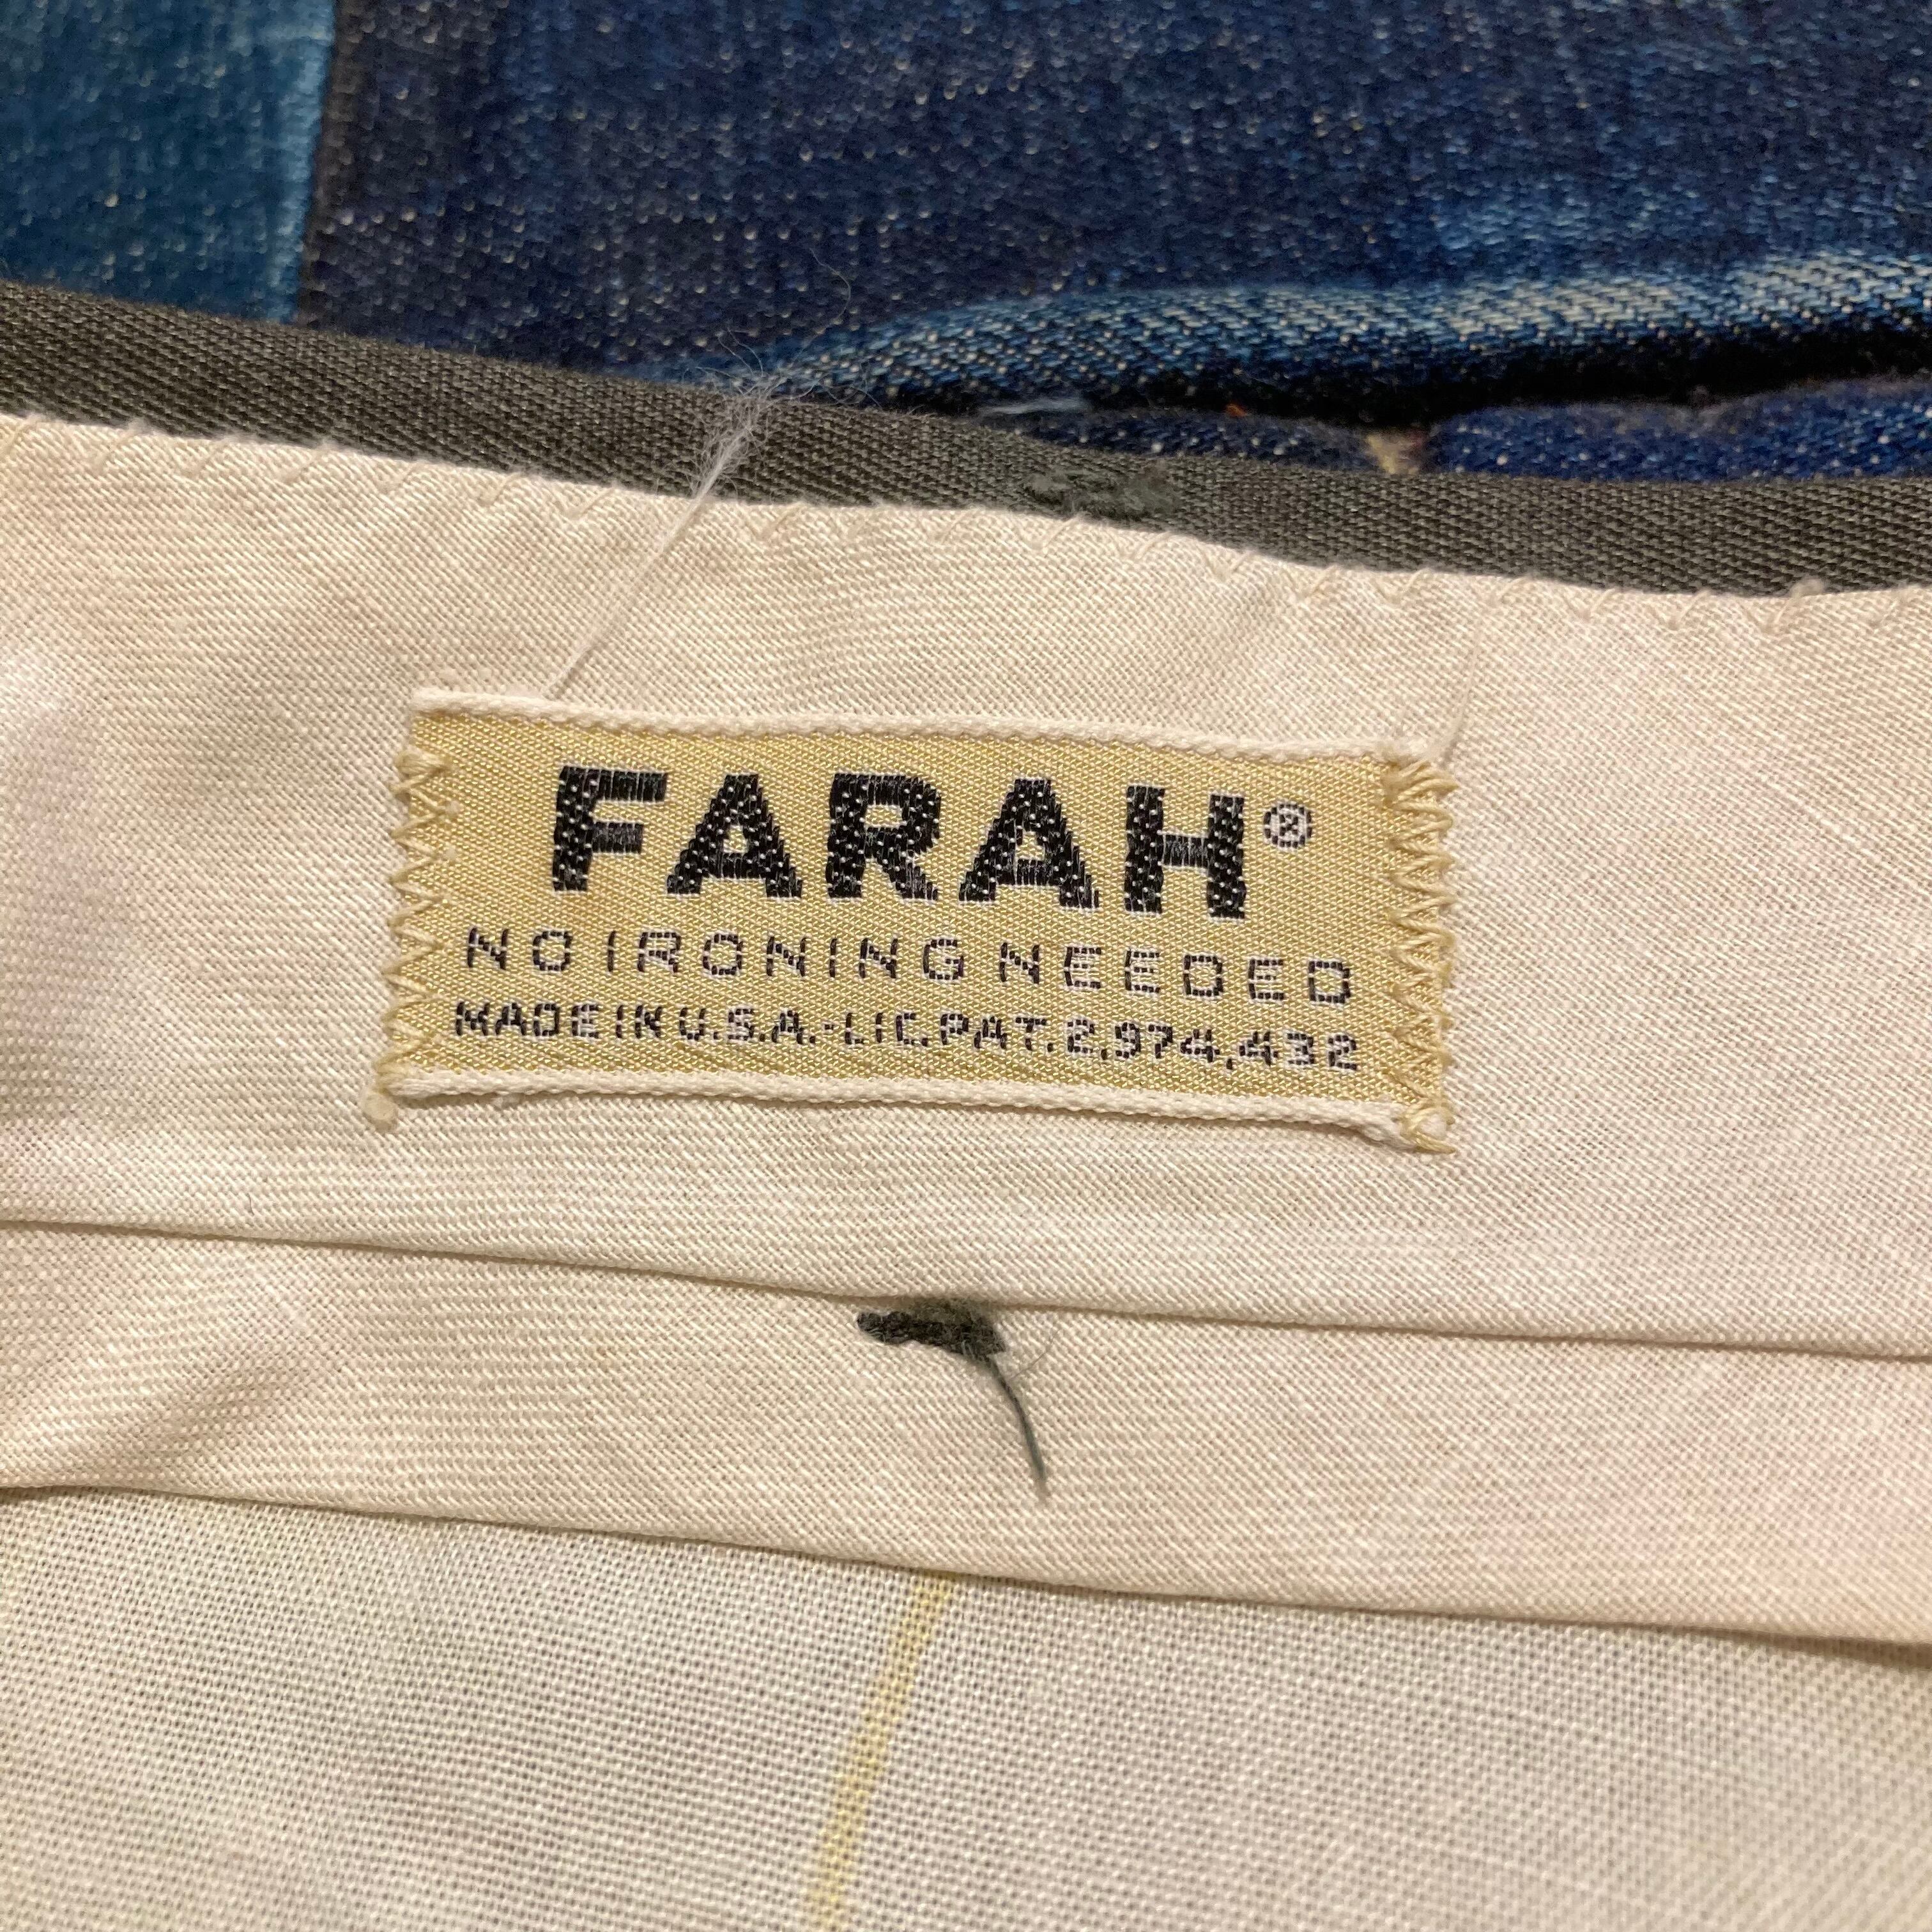 FARAH®
NO IRONING NEEDED
MADE IN U.S.A.-LIC. PAT. 2,974,432